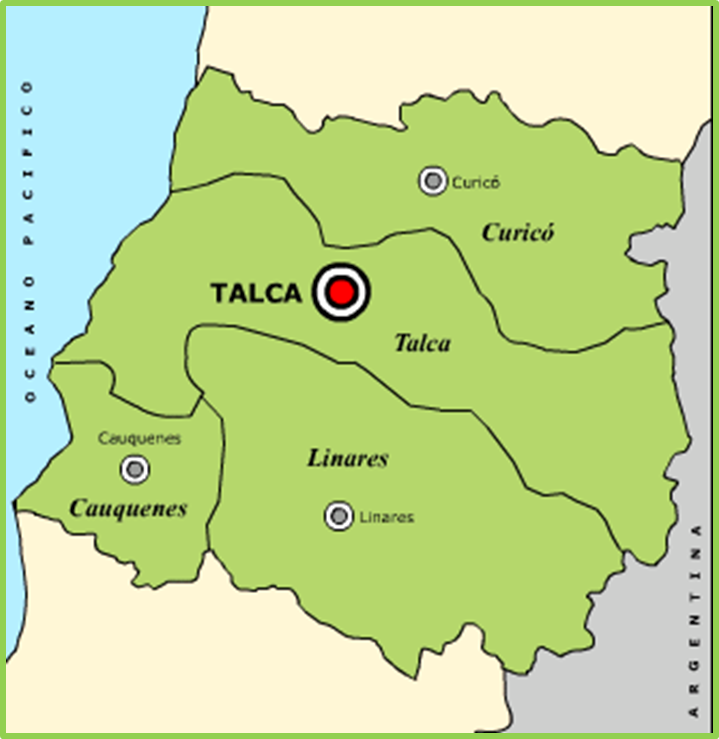 OCEANO PACIFICO
Curicó
Curicó
TALCA
Talca
Cauquenes
Cauquenes
Linares
Linares
ARGENTINA